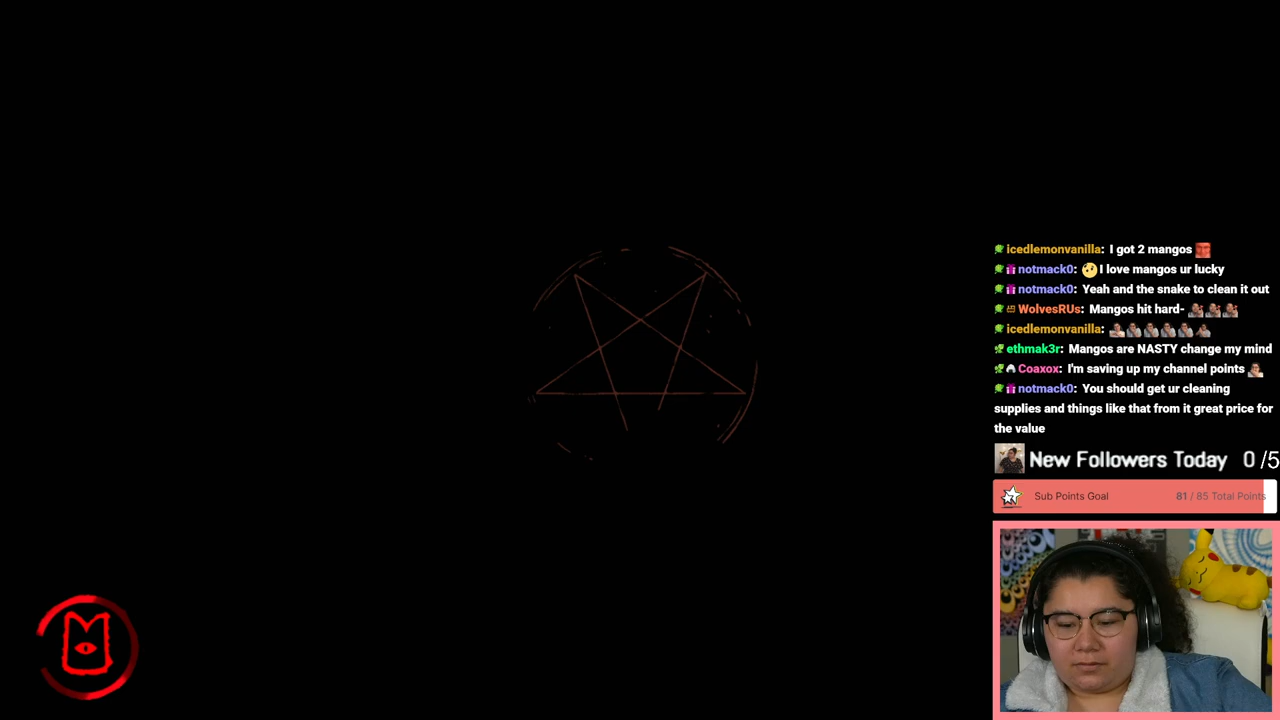 icedlemonvanilla: I got 2 mangos
notmack0: I love mangos ur lucky
notmack0: Yeah and the snake to clean it out
WolvesRUs: Mangos hit hard-
icedlemonvanilla:
ethmak3r: Mangos are NASTY change my mind
Coaxox: I'm saving up my channel points
notmack0: You should get ur cleaning
supplies and things like that from it great price for
the value
New Followers Today 0 /5
Sub Points Goal 81 / 85 Total Points